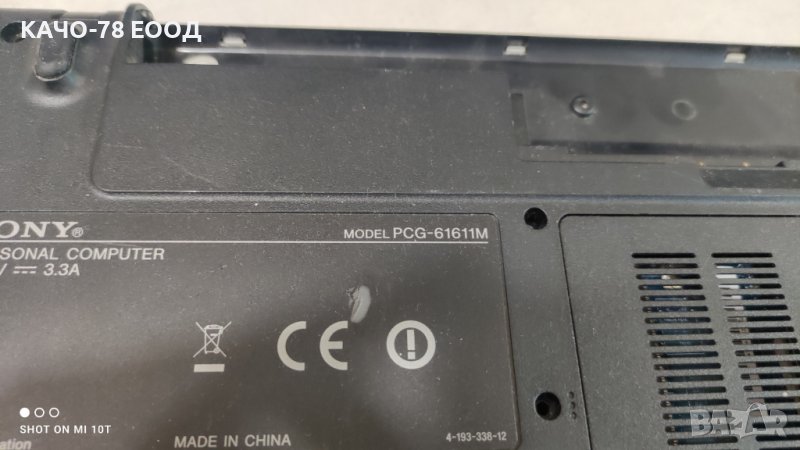 КАЧО-78 ЕООД
ONY®
MODEL PCG-61611M
SONAL COMPUTER
V 3.3A
SHOT ON MI 10T
MADE IN CHINA
4-193-338-12
BAZAR